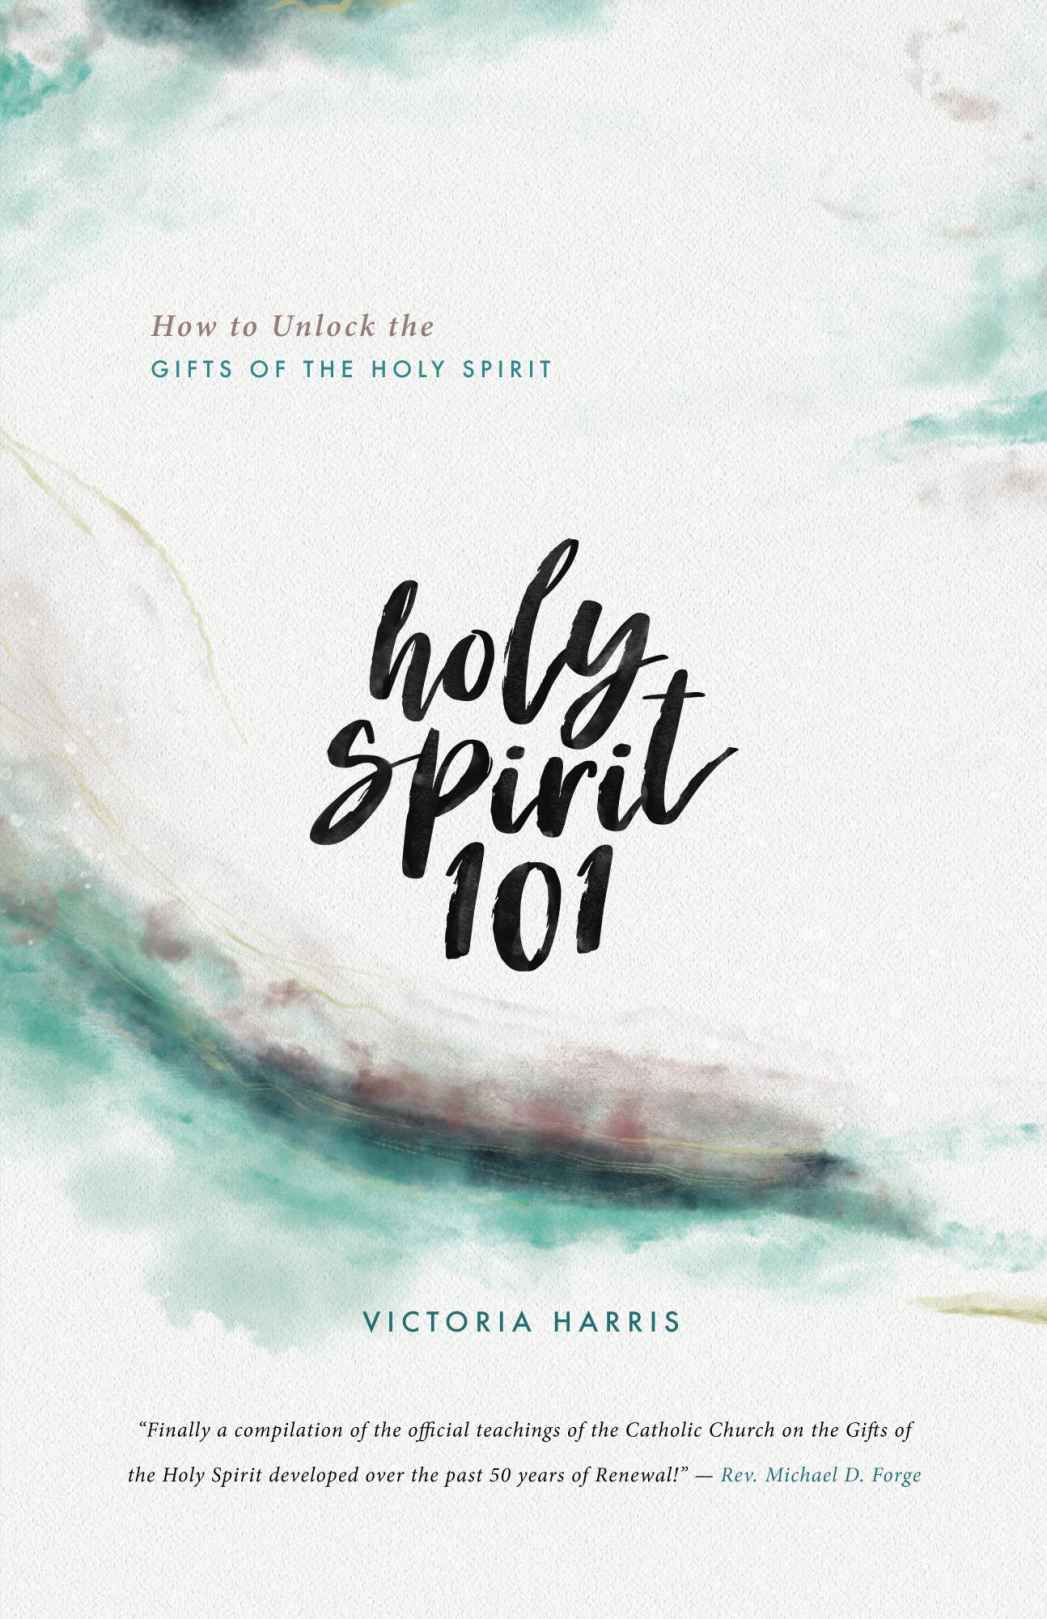 How to Unlock the
GIFTS OF THE HOLY SPIRIT
holy
spirit
101
VICTORIA HARRIS
“Finally a compilation of the official teachings of the Catholic Church on the Gifts of
the Holy Spirit developed over the past 50 years of Renewal!” — Rev. Michael D. Forge